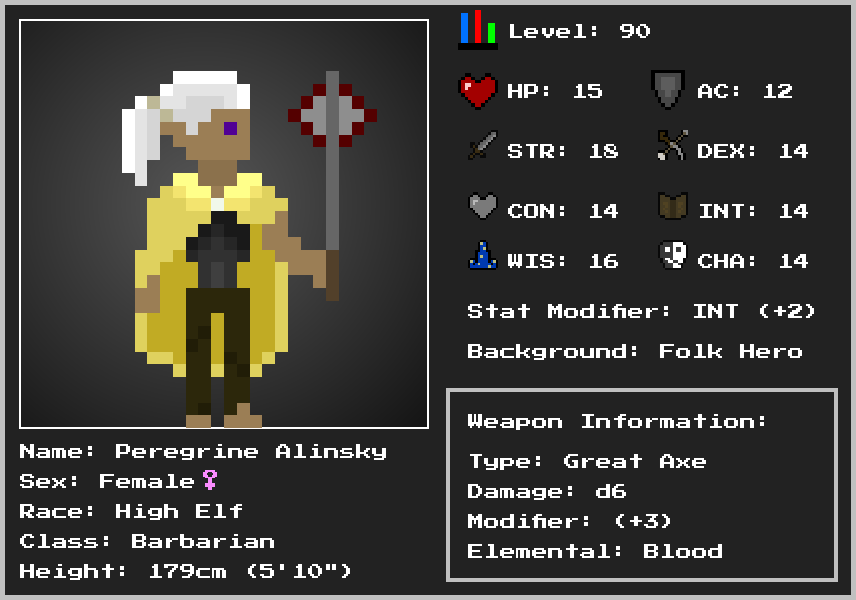 Level: 90
HP: 15
AC: 12
STR: 18
DEX: 14
CON: 14
INT: 14
WIS: 16
CHA: 14
Stat Modifier: INT (+2)
Background: Folk Hero
Weapon Information:
Type: Great Axe
Damage: d6
Modifier: (+3)
Elemental: Blood
Name: Peregrine Alinsky
Sex: Female♀
Race: High Elf
Class: Barbarian
Height: 179cm (5'10")